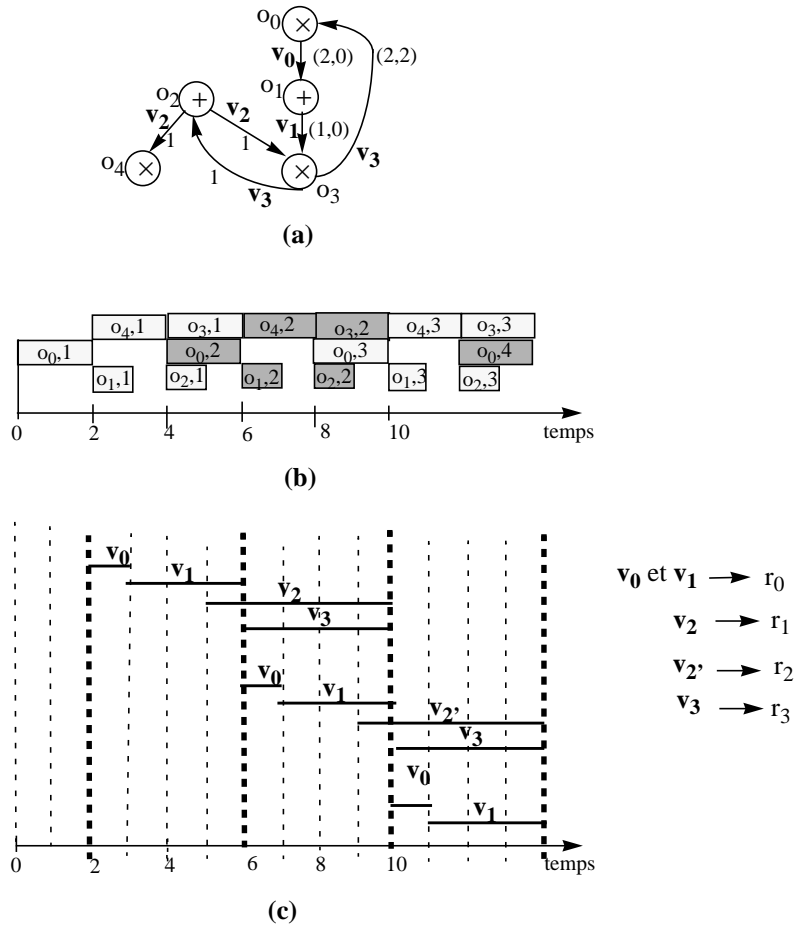 o0 ×
v0 (2,0) (2,2)
o1 +
o2 +
v2 v2 v1 (1,0)
1 1
o4 × o3 ×
1 v3 v3
(a)
o4,1 o3,1 o4,2 o3,2 o4,3 o3,3
o0,1 o0,2 o0,3 o0,4
o1,1 o2,1 o1,2 o2,2 o1,3 o2,3
0 2 4 6 8 10 temps
(b)
v0
v1
v2
v3
v0
v1
v2'
v3
v0
v1
0 2 4 6 8 10 temps
v0 et v1 → r0
v2 → r1
v2' → r2
v3 → r3
(c)